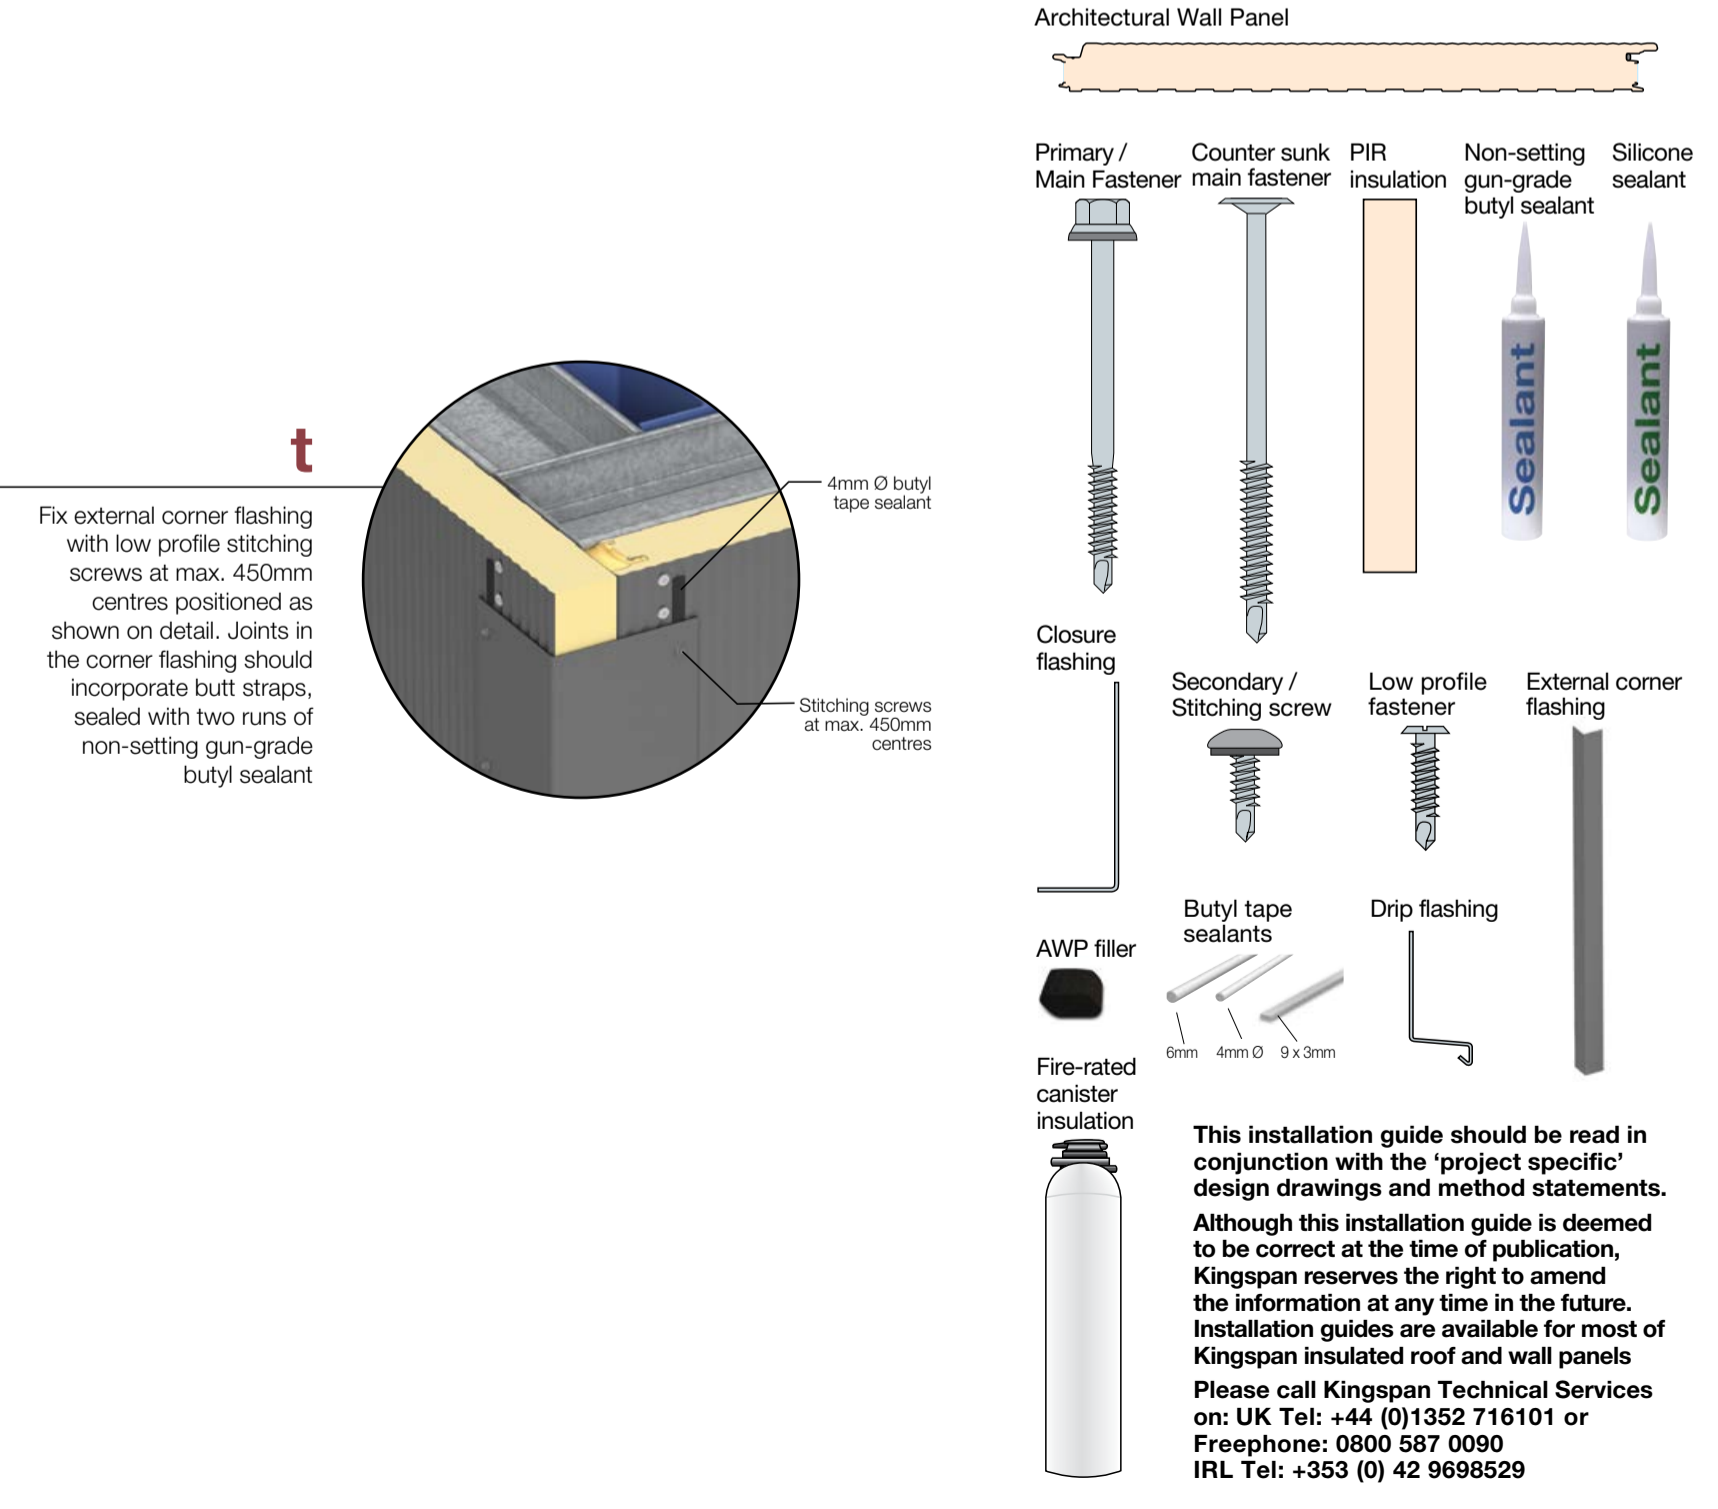 t
Fix external corner flashing
with low profile stitching
screws at max. 450mm
centres positioned as
shown on detail. Joints in
the corner flashing should
incorporate butt straps,
sealed with two runs of
non-setting gun-grade
butyl sealant
4mm Ø butyl
tape sealant
Stitching screws
at max. 450mm
centres
Architectural Wall Panel
Primary /
Main Fastener
Counter sunk
main fastener
PIR
insulation
Non-setting
gun-grade
butyl sealant
Silicone
sealant
Sealant
Sealant
Closure
flashing
Secondary /
Stitching screw
Low profile
fastener
External corner
flashing
AWP filler
Butyl tape
sealants
6mm
4mm Ø
9 x 3mm
Drip flashing
Fire-rated
canister
insulation
This installation guide should be read in
conjunction with the ‘project specific’
design drawings and method statements.
Although this installation guide is deemed
to be correct at the time of publication,
Kingspan reserves the right to amend
the information at any time in the future.
Installation guides are available for most of
Kingspan insulated roof and wall panels
Please call Kingspan Technical Services
on: UK Tel: +44 (0)1352 716101 or
Freephone: 0800 587 0090
IRL Tel: +353 (0) 42 9698529